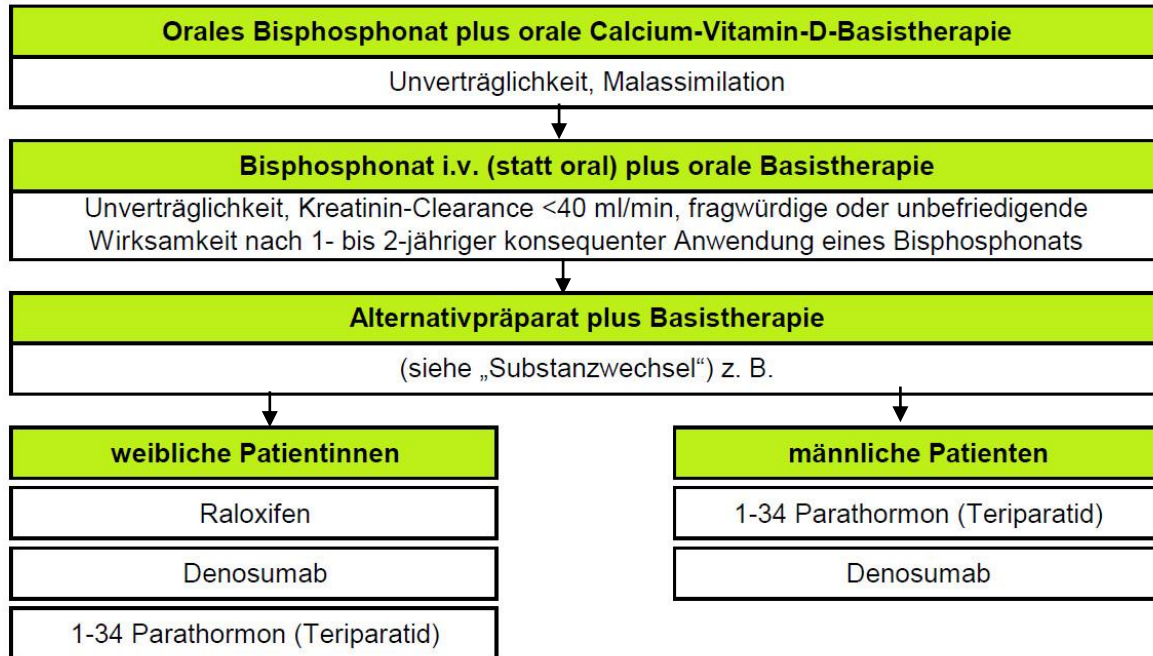 Orales Bisphosphonat plus orale Calcium-Vitamin-D-Basistherapie
Unverträglichkeit, Malassimilation
Bisphosphonat i.v. (statt oral) plus orale Basistherapie
Unverträglichkeit, Kreatinin-Clearance <40 ml/min, fragwürdige oder unbefriedigende
Wirksamkeit nach 1- bis 2-jähriger konsequenter Anwendung eines Bisphosphonats
Alternativpräparat plus Basistherapie
(siehe „Substanzwechsel“) z. B.
weibliche Patientinnen
Raloxifen
Denosumab
1-34 Parathormon (Teriparatid)
männliche Patienten
1-34 Parathormon (Teriparatid)
Denosumab